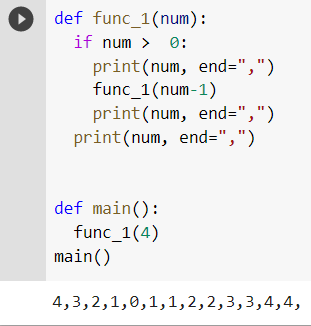 def func_1(num):
  if num >  0:
    print(num, end=",")
    func_1(num-1)
    print(num, end=",")
  print(num, end=",")
def main():
  func_1(4)
main()
4,3,2,1,0,1,1,2,2,3,3,4,4,